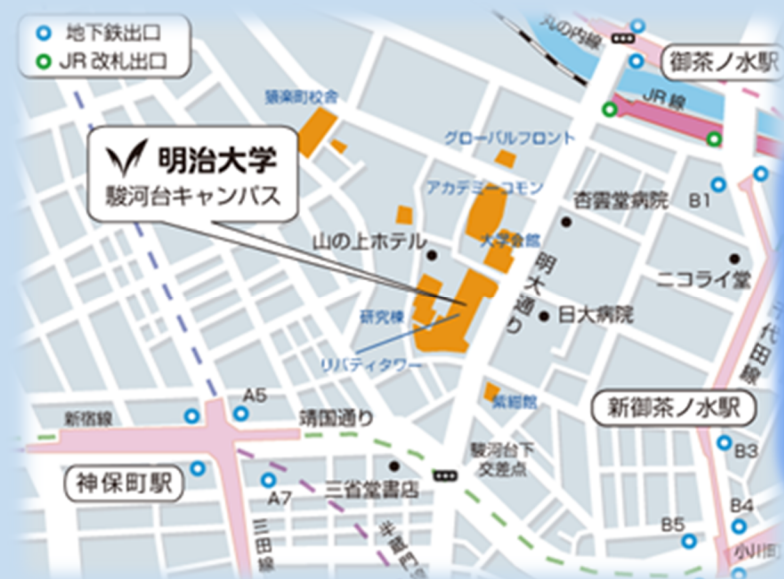 地下鉄出口
JR 改札出口
丸の内線
御茶ノ水駅
JR 線
猿楽町校舎
グローバルフロント
明治大学
駿河台キャンパス
アカデミーコモン
杏雲堂病院
B1
山の上ホテル
大学会館
ニコライ堂
明大通り
日大病院
研究棟
リバティタワー
代田線
A5
新宿線
靖国通り
紫紺館
新御茶ノ水駅
駿河台下
交差点
B3
神保町駅
A7
三省堂書店
三田線
半蔵門線
B4
B5
小川町